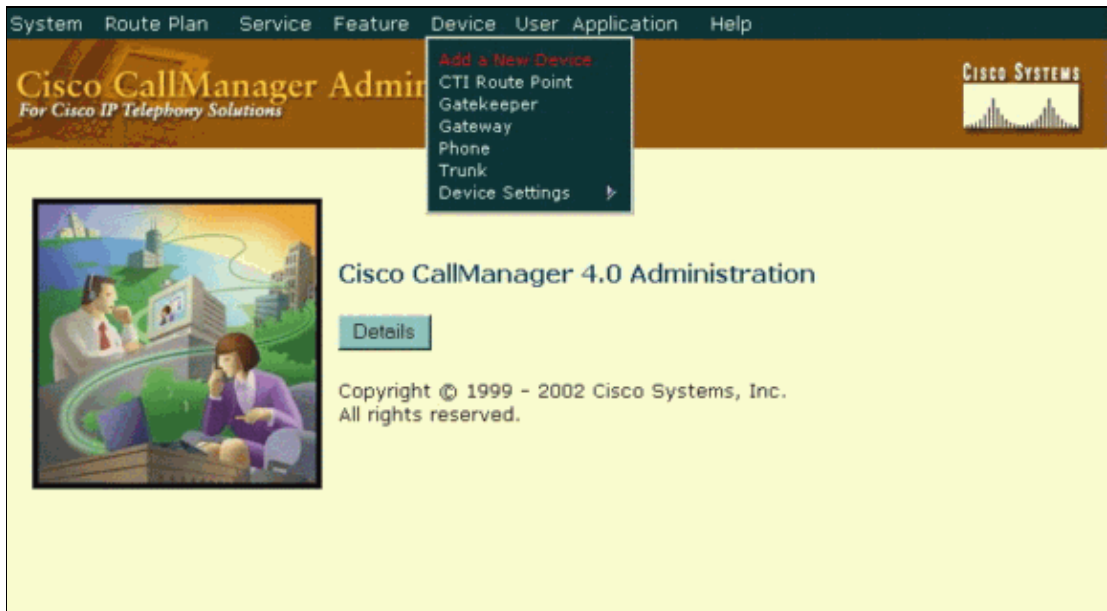 System Route Plan Service Feature Device User Application Help
Add a New Device
CTI Route Point
Gatekeeper
Gateway
Phone
Trunk
Device Settings
Cisco CallManager Admin
For Cisco IP Telephony Solutions
CISCO SYSTEMS
Cisco CallManager 4.0 Administration
Details
Copyright © 1999 - 2002 Cisco Systems, Inc.
All rights reserved.